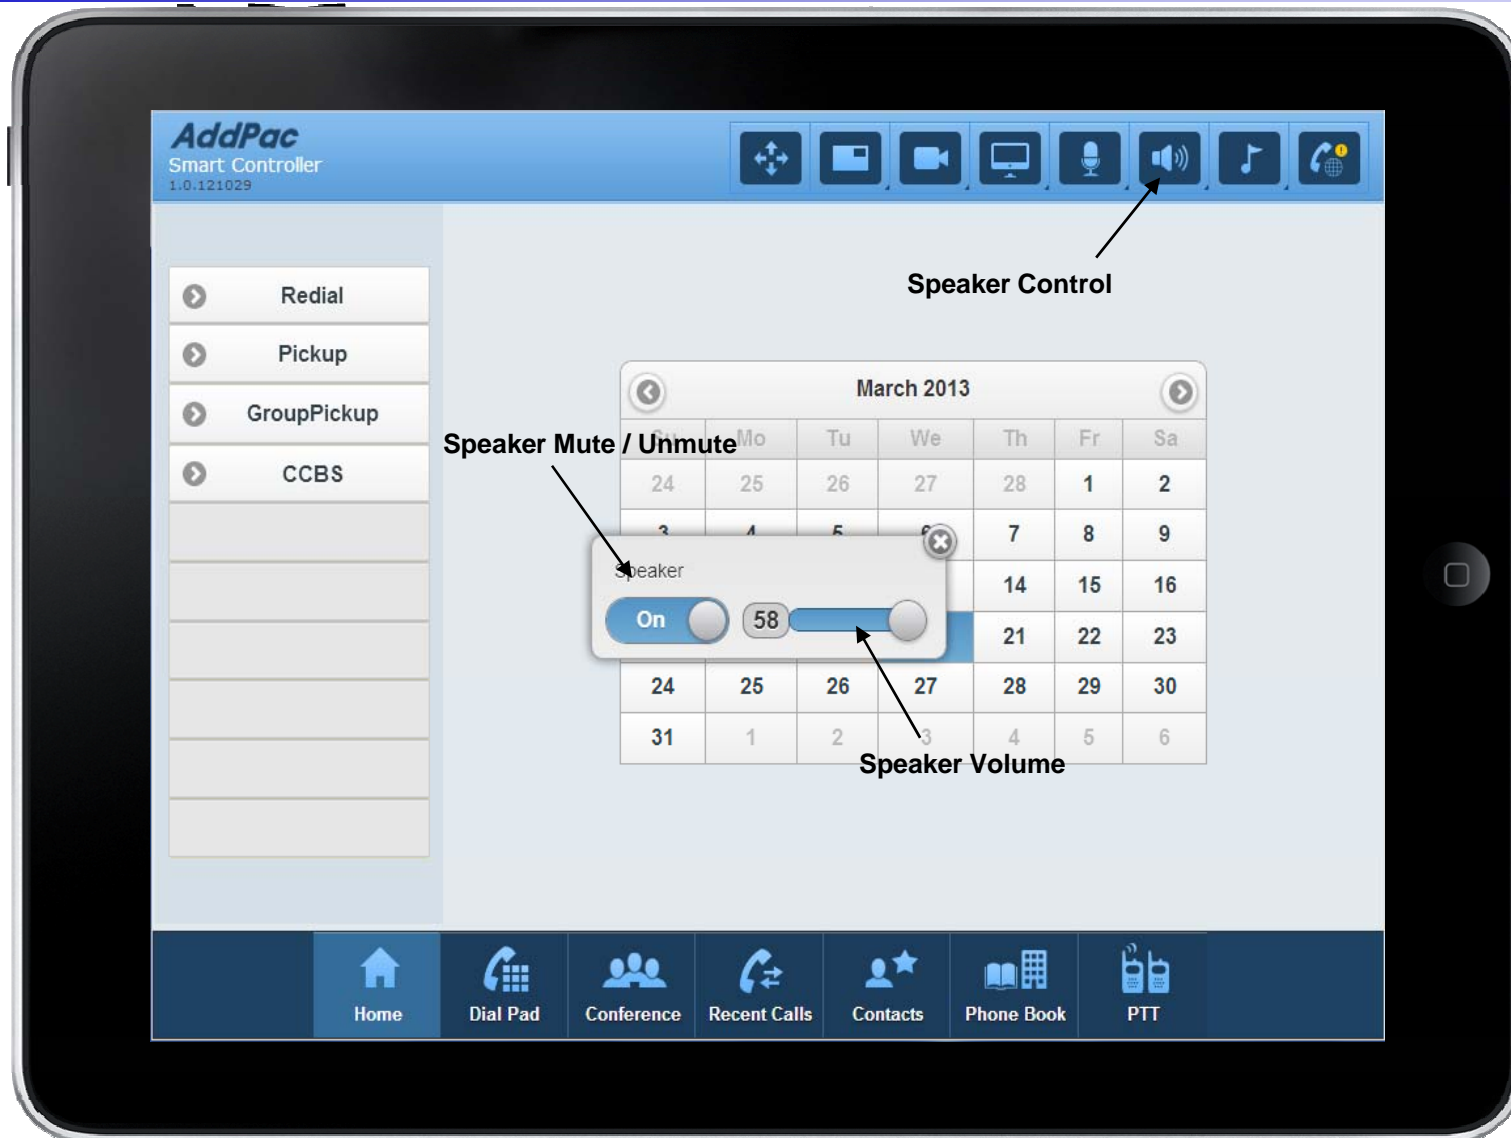 AddPac
Smart Controller
1.0.121029
Speaker Control
Redial
Pickup
GroupPickup
CCBS
March 2013
Speaker Mute / Unmute
Mo Tu We Th Fr Sa
24 25 26 27 28 1 2
3 4 5 6 7 8 9
14 15 16
Speaker
On 58
21 22 23
24 25 26 27 28 29 30
31 1 2 3 4 5 6
Speaker Volume
Home Dial Pad Conference Recent Calls Contacts Phone Book PTT